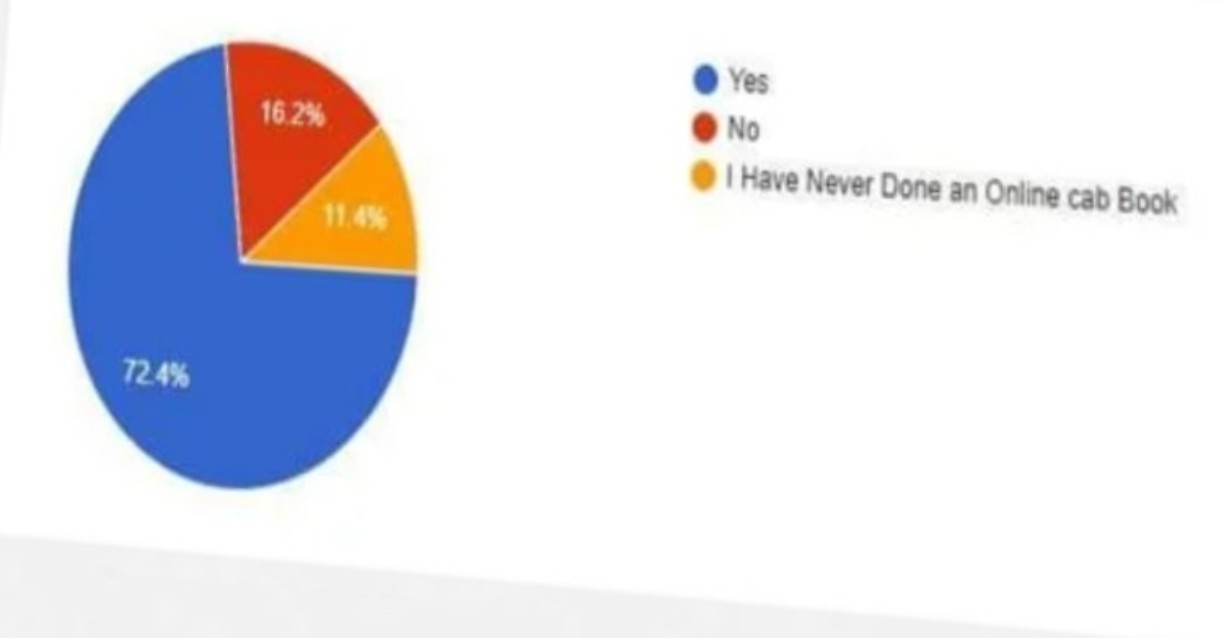 16.2%
11.4%
72.4%
Yes
No
I Have Never Done an Online cab Book